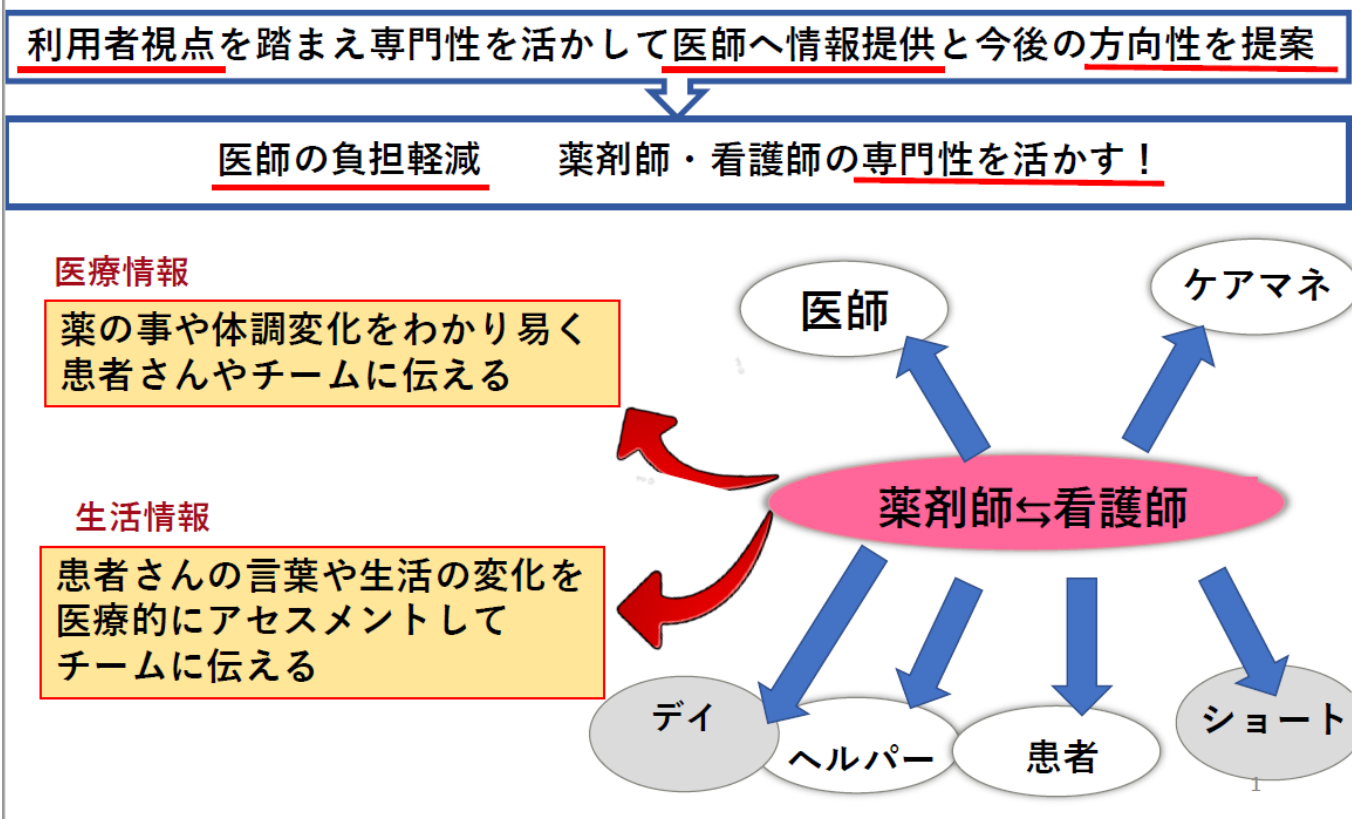 利用者視点を踏まえ専門性を活かして医師へ情報提供と今後の方向性を提案
医師の負担軽減　　薬剤師・看護師の専門性を活かす！
医療情報
薬の事や体調変化をわかり易く
患者さんやチームに伝える
生活情報
患者さんの言葉や生活の変化を
医療的にアセスメントして
チームに伝える
医師
ケアマネ
薬剤師⇆看護師
デイ
ヘルパー
患者
ショート
1